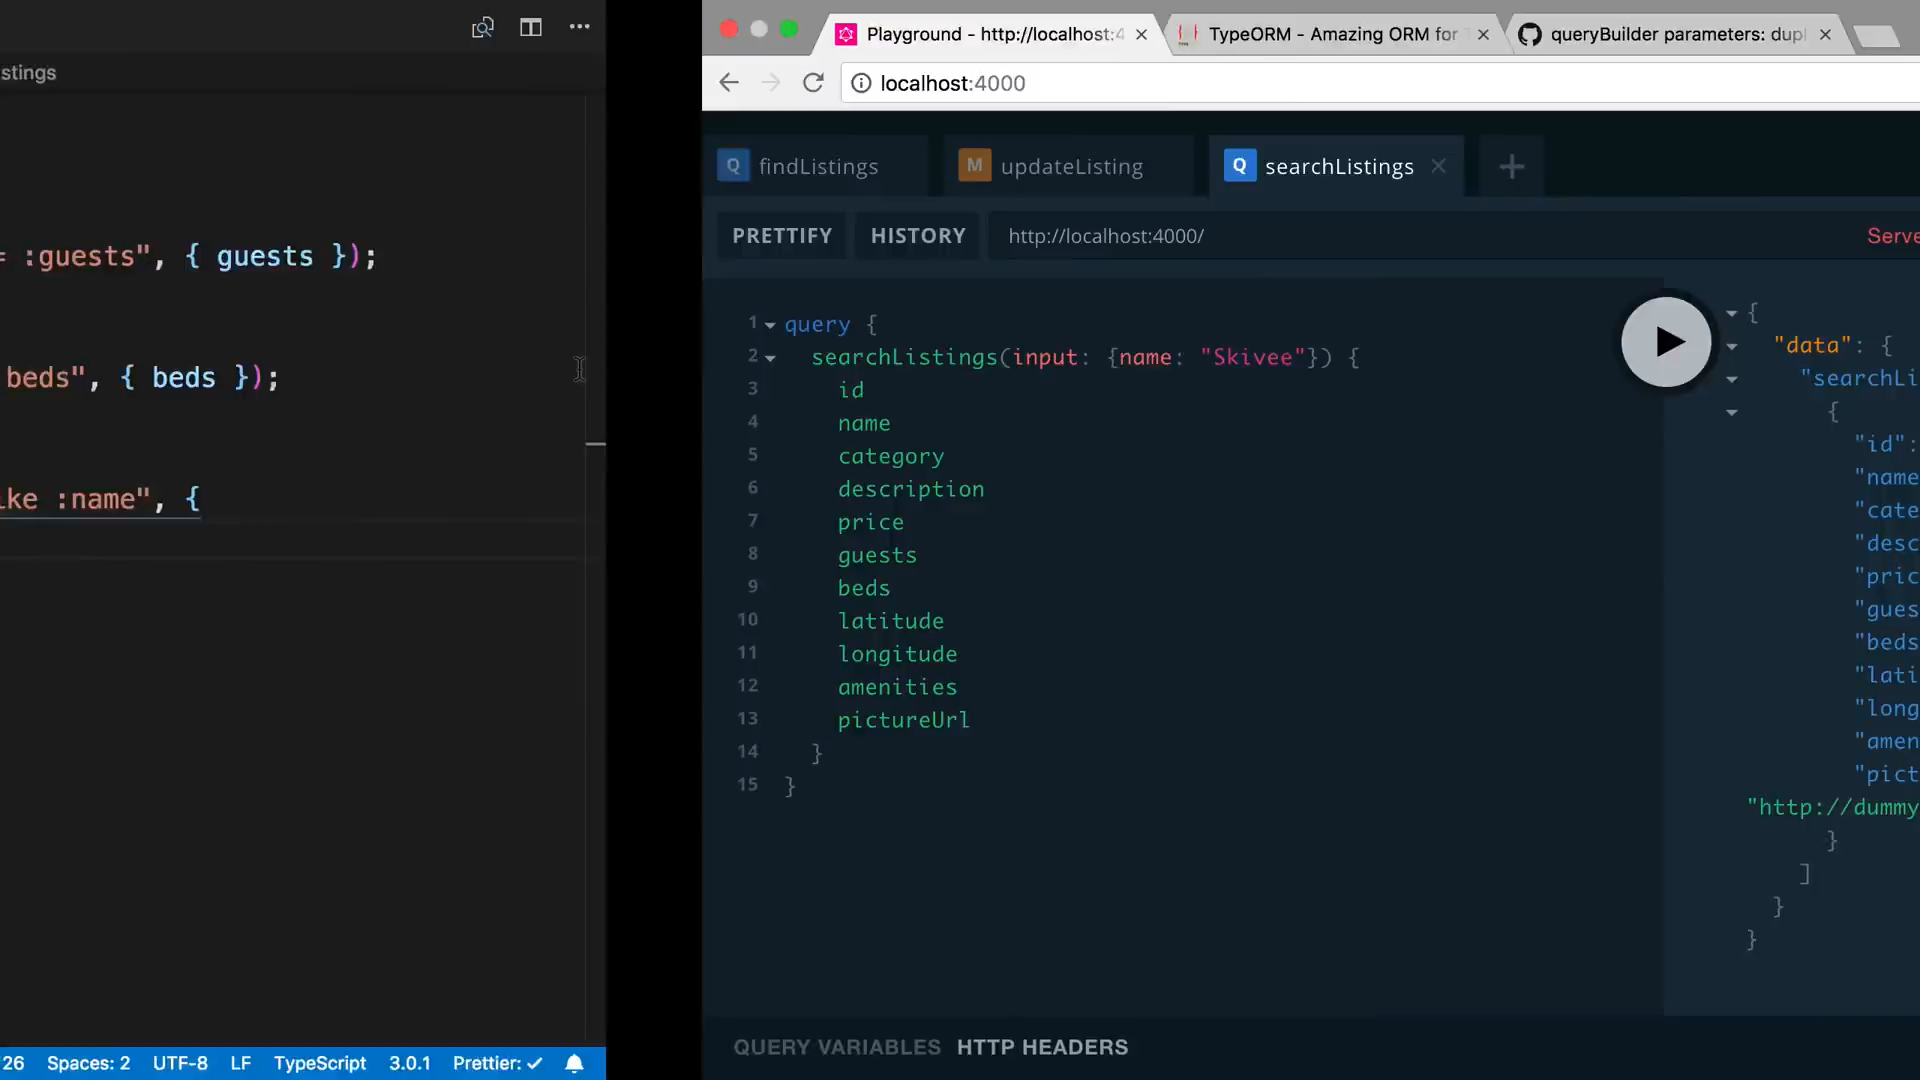 stings
= :guests", { guests });
beds", { beds });
ike :name", {
26 Spaces: 2 UTF-8 LF TypeScript 3.0.1 Prettier: ✓
Playground - http://localhost:4
TypeORM - Amazing ORM for T
queryBuilder parameters: dupl
localhost:4000
Q findListings
M updateListing
Q searchListings
PRETTIFY
HISTORY
http://localhost:4000/
Serve
1 query {
2 searchListings(input: {name: "Skivee"}) {
3 id
4 name
5 category
6 description
7 price
8 guests
9 beds
10 latitude
11 longitude
12 amenities
13 pictureUrl
14 }
15 }
{
"data": {
"searchLi
{
"id":
"name
"cate
"desc
"pric
"gues
"beds
"lati
"long
"amen
"pict
"http://dummy
}
]
}
}
QUERY VARIABLES HTTP HEADERS